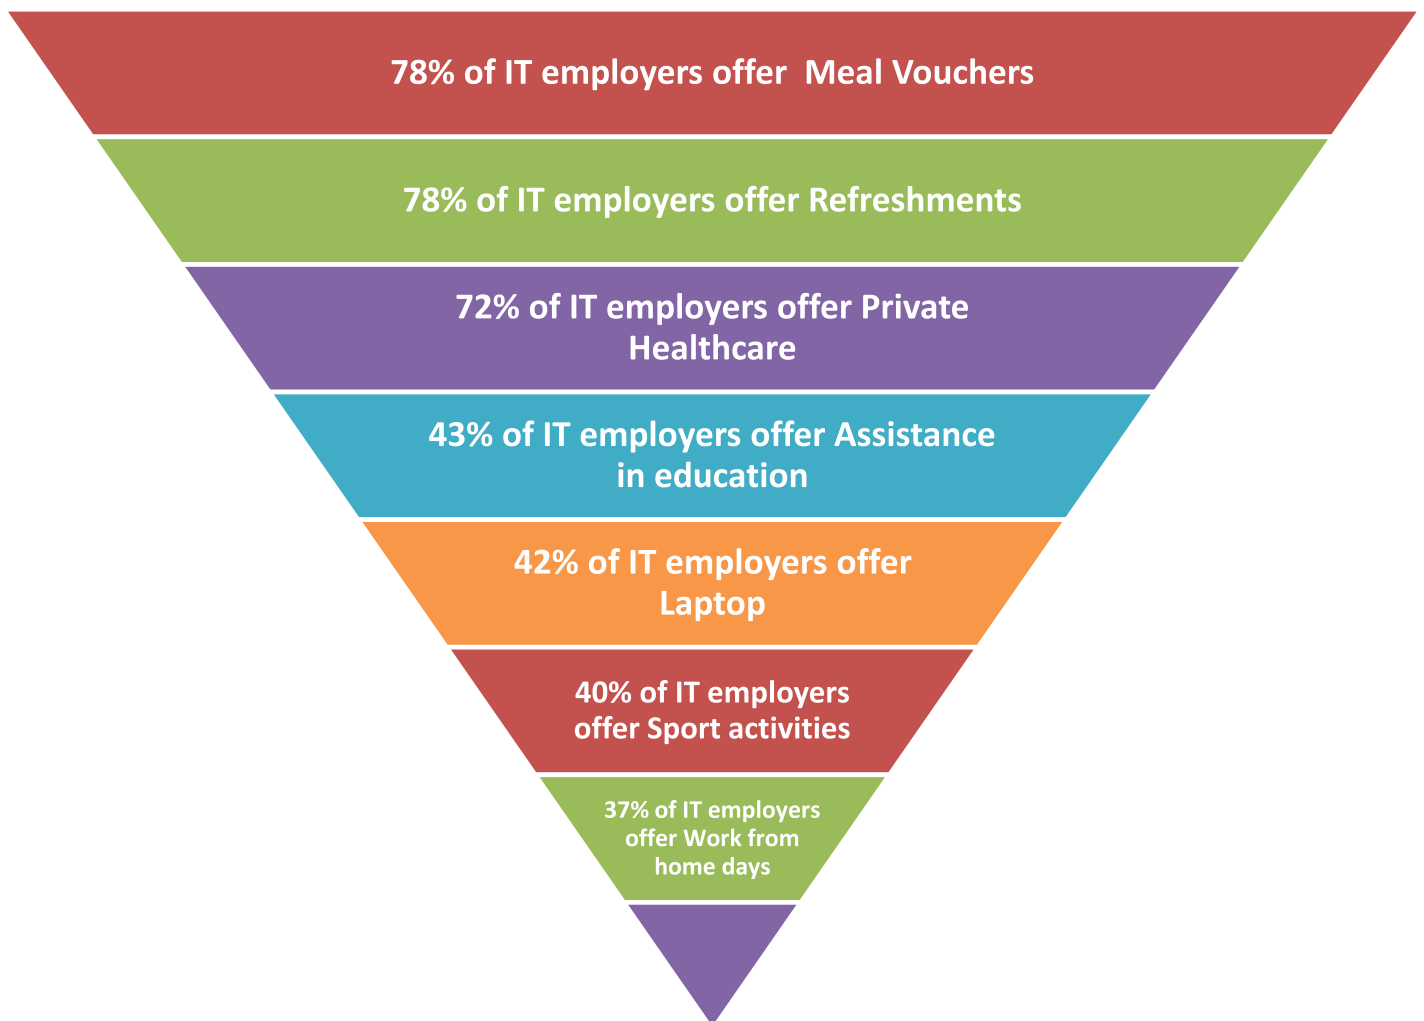 78% of IT employers offer  Meal Vouchers
78% of IT employers offer Refreshments
72% of IT employers offer Private
Healthcare
43% of IT employers offer Assistance
in education
42% of IT employers offer
Laptop
40% of IT employers
offer Sport activities
37% of IT employers
offer Work from
home days